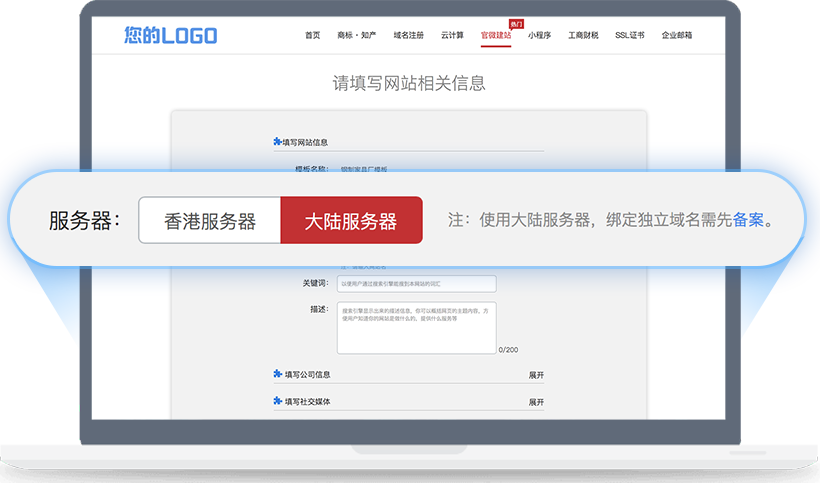 您的LOGO
首页 商标·知产 域名注册 云计算 官微建站 热门 小程序 工商财税 SSL证书 企业邮箱
请填写网站相关信息
填写网站信息
模板名称: 钢制家具厂模板
服务器: 香港服务器 大陆服务器 注: 使用大陆服务器, 绑定独立域名需先备案。
关键词: 以便用户通过搜索引擎能搜到本网站的词汇
描述: 搜索引擎显示出来的描述信息, 你可以概括网页的主题内容, 方
便用户知道你的网站是做什么的, 提供什么服务等
0/200
填写公司信息 展开
填写社交媒体 展开